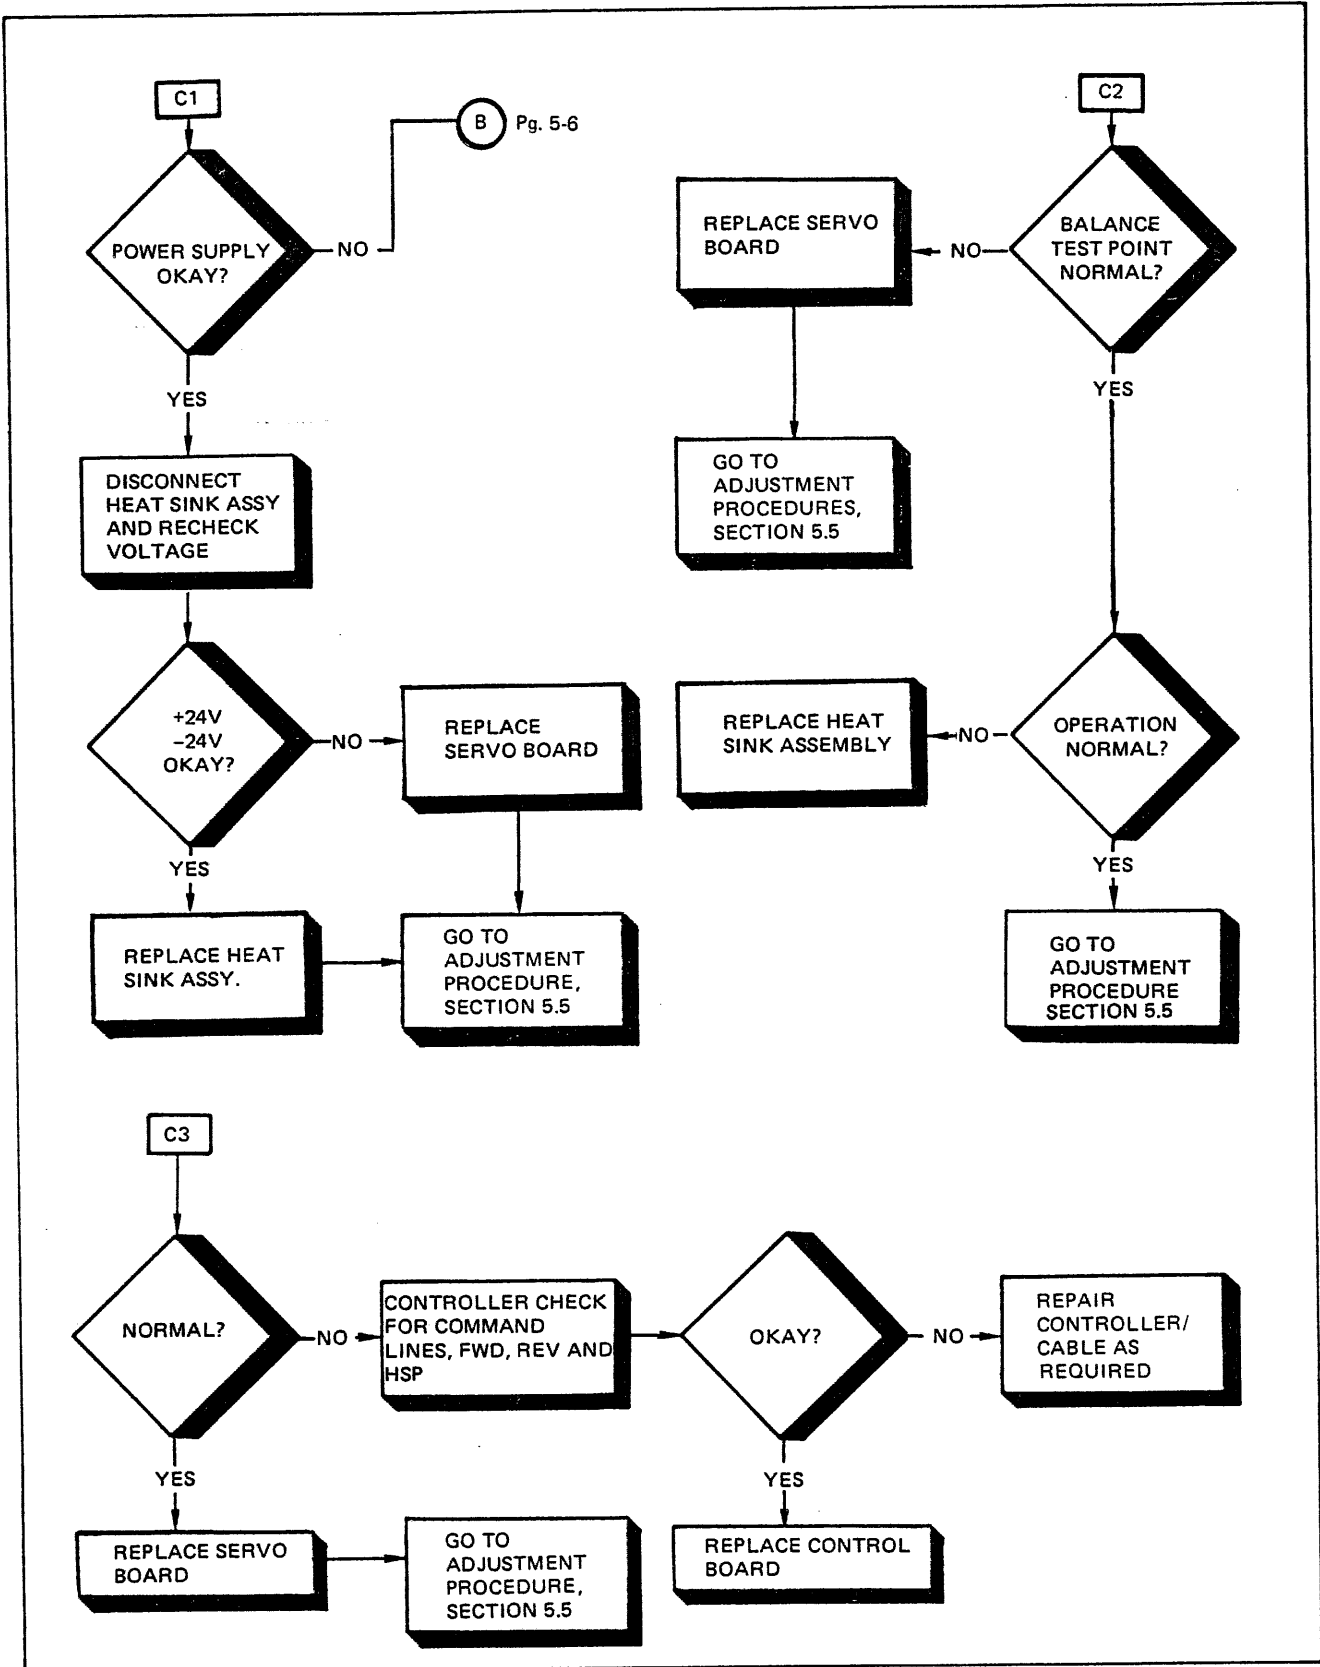 C1
B Pg. 5-6
POWER SUPPLY
OKAY?
NO
YES
DISCONNECT
HEAT SINK ASSY
AND RECHECK
VOLTAGE
+24V
–24V
OKAY?
NO
REPLACE
SERVO BOARD
YES
REPLACE HEAT
SINK ASSY.
GO TO
ADJUSTMENT
PROCEDURE,
SECTION 5.5
C2
BALANCE
TEST POINT
NORMAL?
NO
REPLACE SERVO
BOARD
GO TO
ADJUSTMENT
PROCEDURES,
SECTION 5.5
YES
OPERATION
NORMAL?
NO
REPLACE HEAT
SINK ASSEMBLY
YES
GO TO
ADJUSTMENT
PROCEDURE
SECTION 5.5
C3
NORMAL?
NO
CONTROLLER CHECK
FOR COMMAND
LINES, FWD, REV AND
HSP
OKAY?
NO
REPAIR
CONTROLLER/
CABLE AS
REQUIRED
YES
REPLACE SERVO
BOARD
GO TO
ADJUSTMENT
PROCEDURE,
SECTION 5.5
YES
REPLACE CONTROL
BOARD